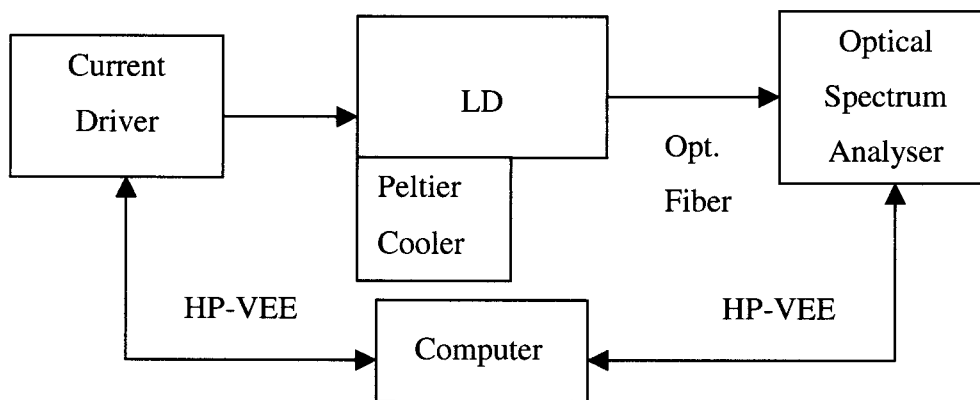 Current
Driver
LD
Optical
Spectrum
Analyser
Opt.
Fiber
Peltier
Cooler
HP-VEE
HP-VEE
Computer